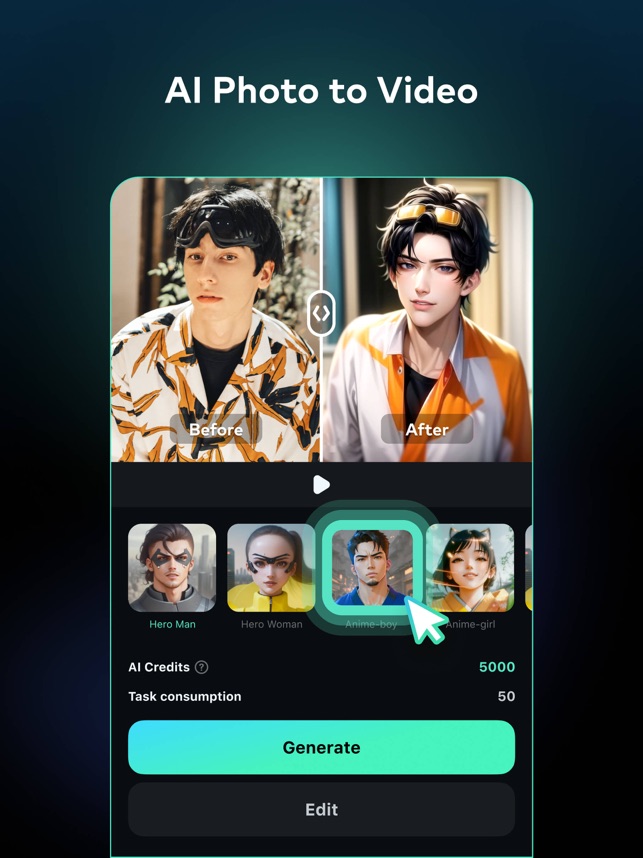 AI Photo to Video
Before
After
Hero Man
Hero Woman
Anime-boy
Anime-girl
AI Credits ?
5000
Task consumption
50
Generate
Edit